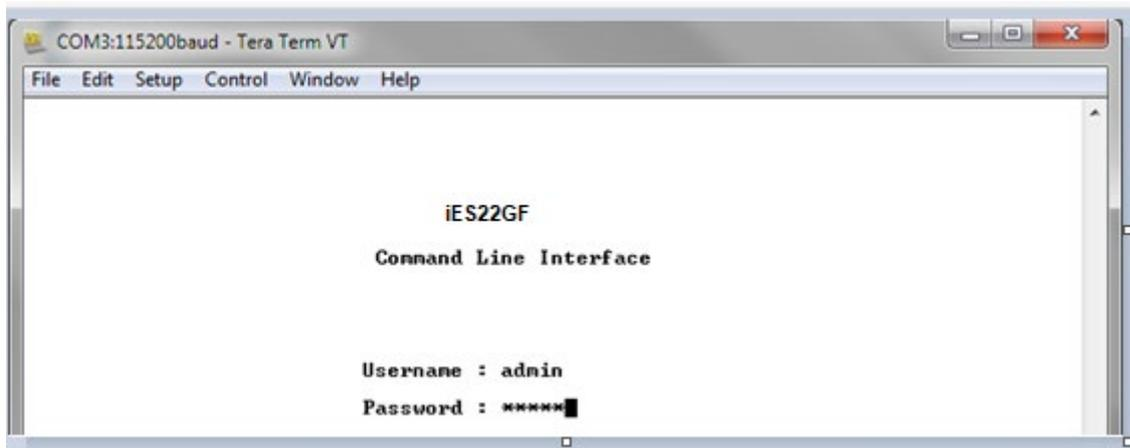 COM3:115200baud - Tera Term VT
File Edit Setup Control Window Help
iES22GF
Command Line Interface
Username : admin
Password : *****